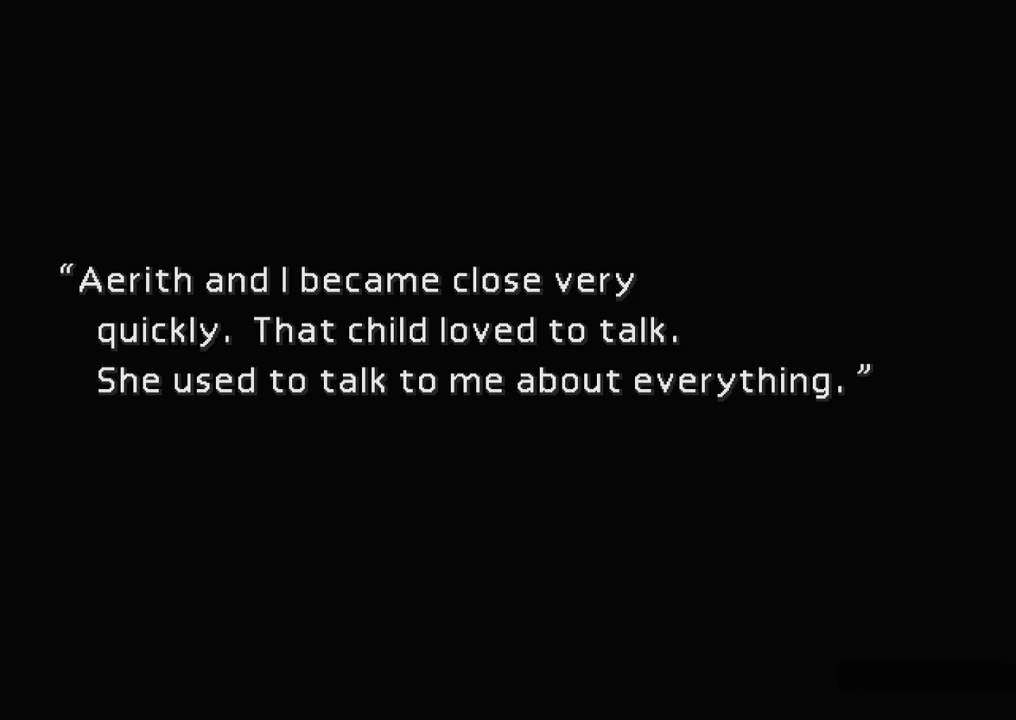 “Aerith and I became close very
quickly. That child loved to talk.
She used to talk to me about everything.”